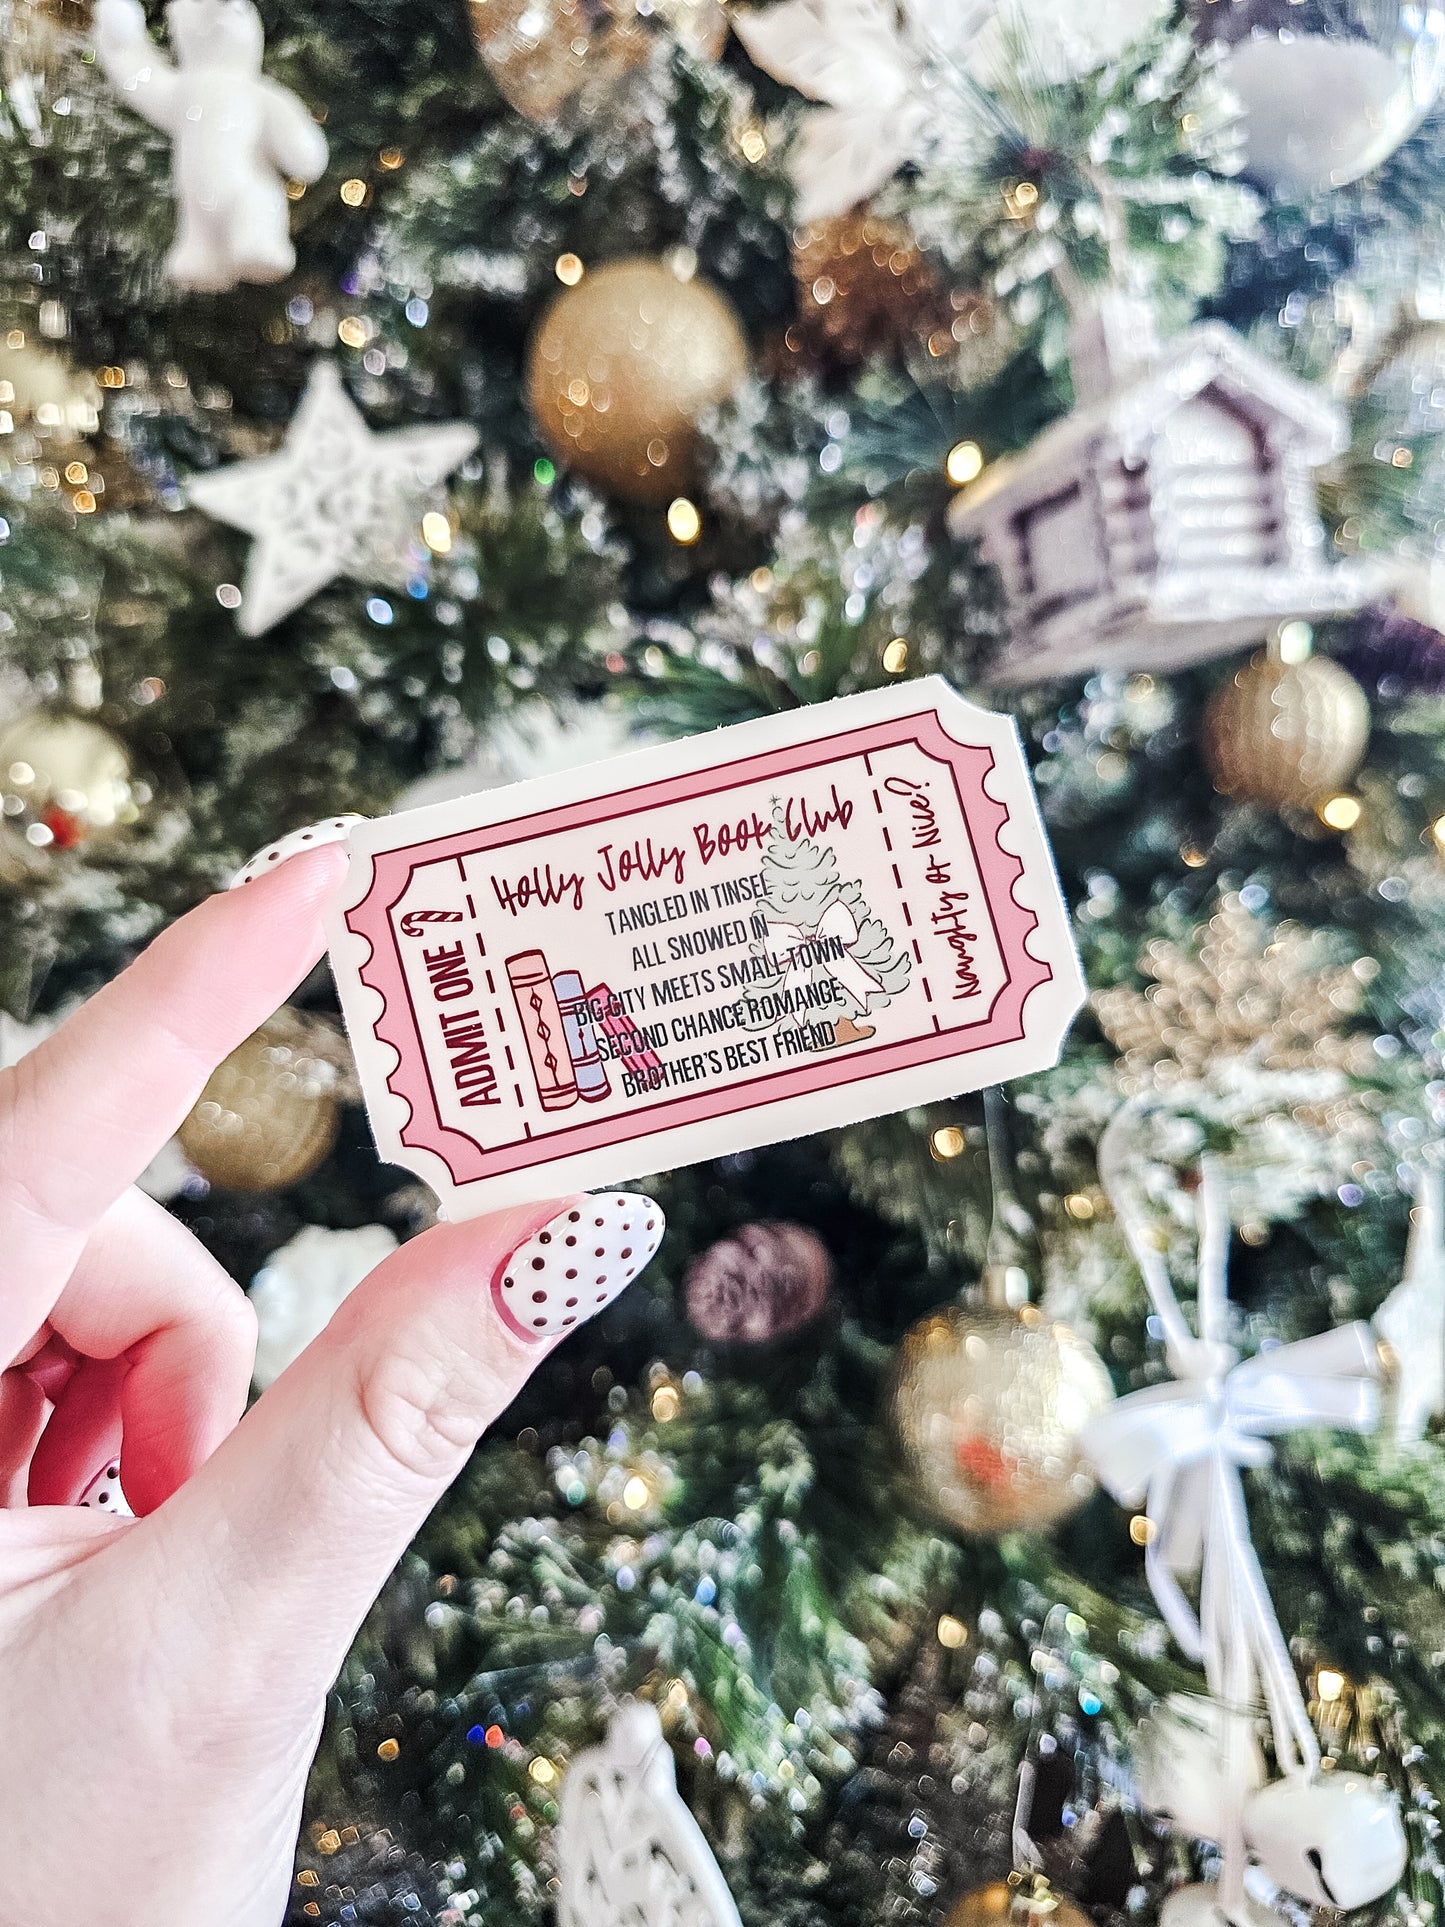 ADMIT ONE
Holly Jolly Book Club
TANGLED IN TINSEL
ALL SNOWED IN
BIG CITY MEETS SMALL TOWN
SECOND CHANCE ROMANCE
BROTHER'S BEST FRIEND
Naughty or Nice?